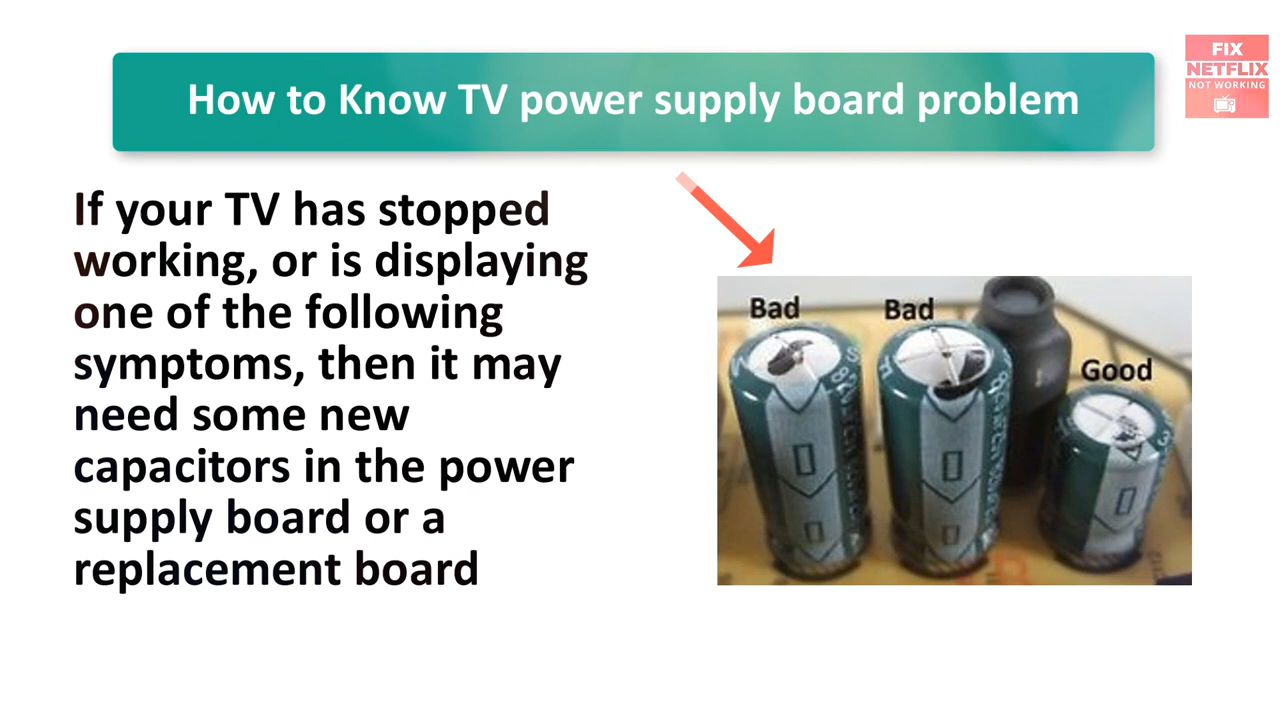 How to Know TV power supply board problem
FIX
NETFLIX
NOT WORKING
If your TV has stopped
working, or is displaying
one of the following
symptoms, then it may
need some new
capacitors in the power
supply board or a
replacement board
Bad
Bad
Good